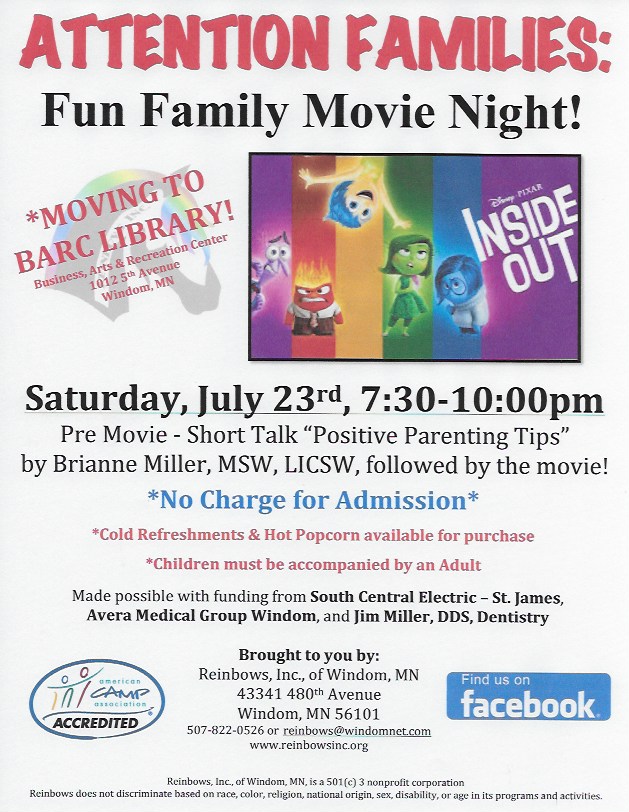 ATTENTION FAMILIES:
Fun Family Movie Night!
*MOVING TO
BARC LIBRARY!
Business, Arts & Recreation Center
1012 5th Avenue
Windom, MN
Disney PIXAR
INSIDE
OUT
Saturday, July 23rd, 7:30-10:00pm
Pre Movie - Short Talk “Positive Parenting Tips”
by Brianne Miller, MSW, LICSW, followed by the movie!
*No Charge for Admission*
*Cold Refreshments & Hot Popcorn available for purchase
*Children must be accompanied by an Adult
Made possible with funding from South Central Electric – St. James,
Avera Medical Group Windom, and Jim Miller, DDS, Dentistry
american
CAMP
association
ACCREDITED
Brought to you by:
Reinbows, Inc., of Windom, MN
43341 480th Avenue
Windom, MN 56101
507-822-0526 or reinbows@windomnet.com
www.reinbowsinc.org
Find us on
facebook
Reinbows, Inc., of Windom, MN, is a 501(c) 3 nonprofit corporation
Reinbows does not discriminate based on race, color, religion, national origin, sex, disability, or age in its programs and activities.